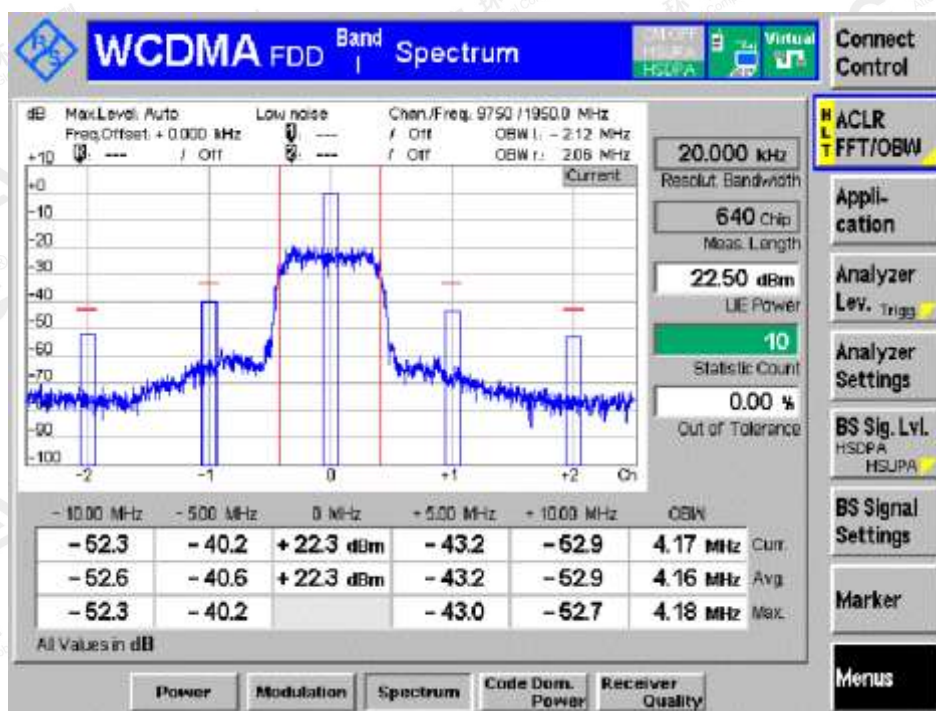 WCDMA FDD Band I Spectrum
HSUPA
HSDPA
Virtual
Connect Control
dB Max.Level: Auto Low noise Chan./Freq. 9750 / 1950.0 MHz
Freq.Offset: + 0.000 kHz 1: --- / Off OBW l.: - 2.12 MHz
R: --- / Off 2: --- / Off OBW r.: 2.06 MHz
Current
+10
+0
-10
-20
-30
-40
-50
-60
-70
-90
-100
-2 -1 0 +1 +2 Ch
20.000 kHz
Resolut. Bandwidth
640 Chip
Meas. Length
22.50 dBm
UE Power
10
Statistic Count
0.00 %
Out of Tolerance
- 10.00 MHz - 5.00 MHz 0 MHz + 5.00 MHz + 10.00 MHz OBW
- 52.3 - 40.2 + 22.3 dBm - 43.2 - 52.9 4.17 MHz Curr.
- 52.6 - 40.6 + 22.3 dBm - 43.2 - 52.9 4.16 MHz Avg.
- 52.3 - 40.2 - 43.0 - 52.7 4.18 MHz Max.
All Values in dB
HLT
ACLR
FFT/OBW
Appli-
cation
Analyzer
Lev. Trigg.
Analyzer
Settings
BS Sig. Lvl.
HSDPA
HSUPA
BS Signal
Settings
Marker
Menus
Power
Modulation
Spectrum
Code Dom.
Power
Receiver
Quality